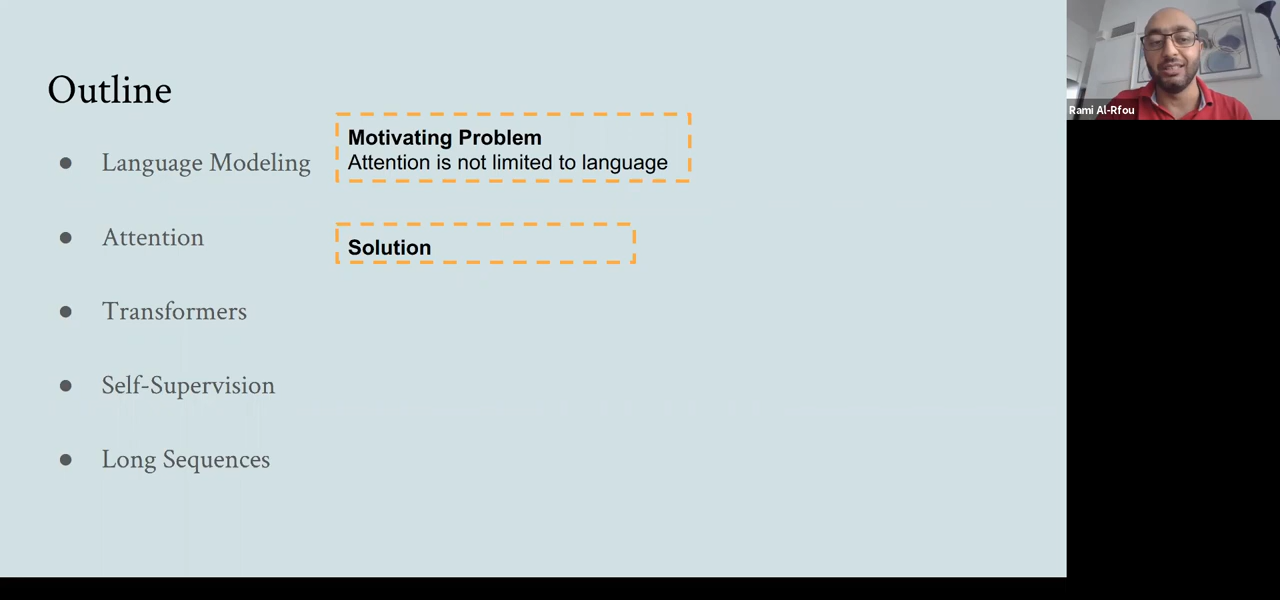 Outline
Language Modeling
Attention
Transformers
Self-Supervision
Long Sequences
Motivating Problem
Attention is not limited to language
Solution
Rami Al-Rfou